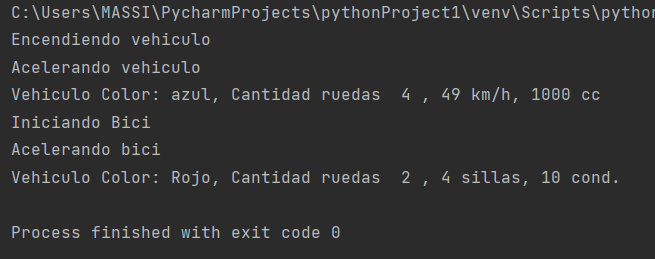 C:\Users\MASSI\PycharmProjects\pythonProject1\venv\Scripts\python
Encendiendo vehiculo
Acelerando vehiculo
Vehiculo Color: azul, Cantidad ruedas  4 , 49 km/h, 1000 cc
Iniciando Bici
Acelerando bici
Vehiculo Color: Rojo, Cantidad ruedas  2 , 4 sillas, 10 cond.
Process finished with exit code 0